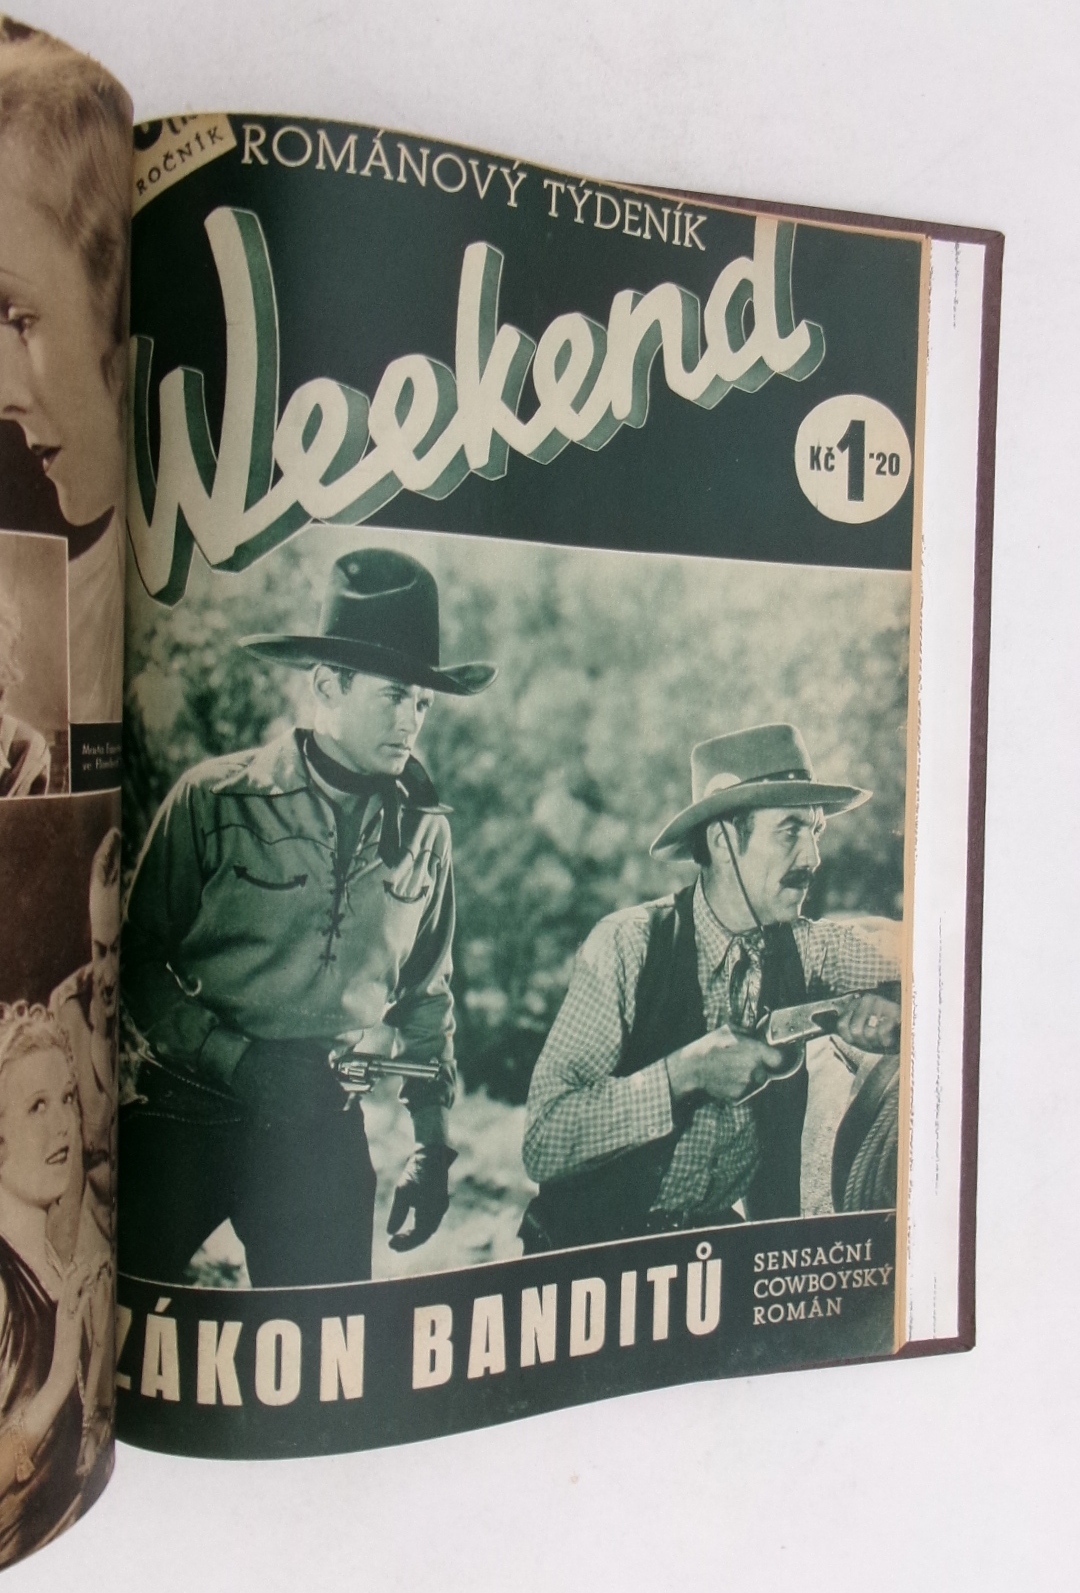 ROČNÍK
ROMÁNOVÝ TÝDENÍK
Weekend
Kč 1·20
ZÁKON BANDITŮ
SENSAČNÍ
COWBOYSKÝ
ROMÁN